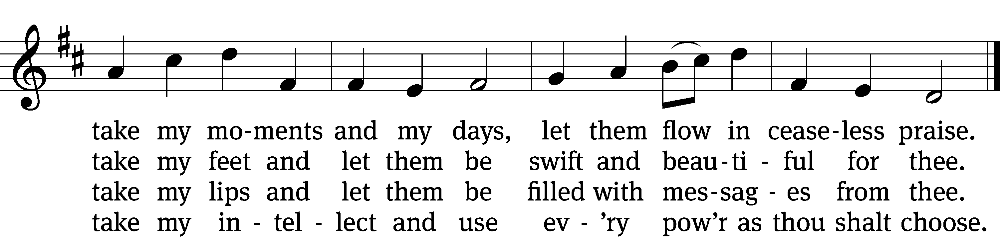 take my mo-ments and my days, let them flow in cease-less praise.
take my feet and let them be swift and beau-ti - ful for thee.
take my lips and let them be filled with mes-sag - es from thee.
take my in - tel - lect and use ev - ’ry pow’r as thou shalt choose.